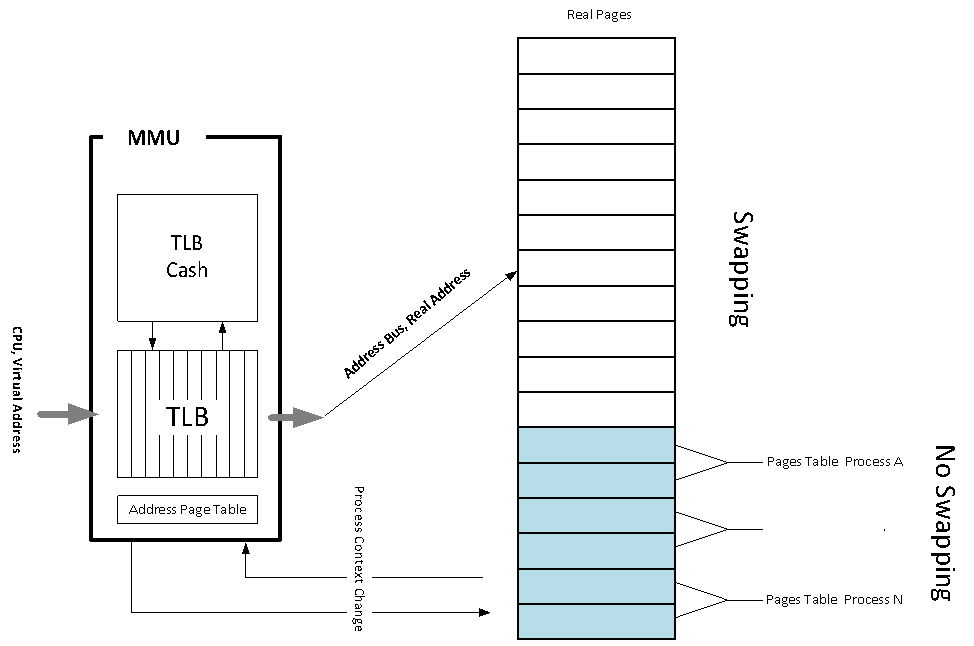 Real Pages
MMU
TLB
Cash
TLB
Address Page Table
CPU, Virtual Address
Address Bus, Real Address
Process Context Change
Swapping
No Swapping
Pages Table Process A
Pages Table Process N